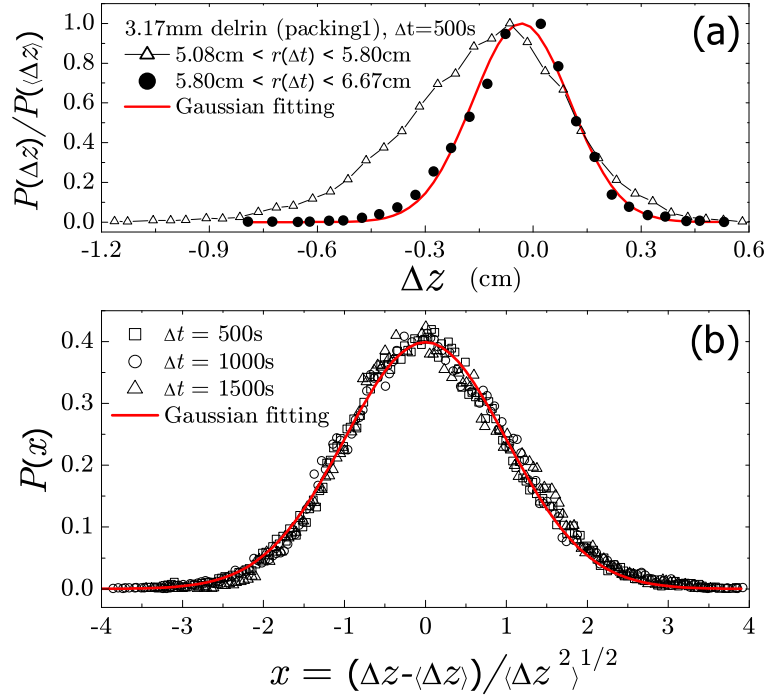 3.17mm delrin (packing1), Δt=500s
(a)
5.08cm < r(Δt) < 5.80cm
5.80cm < r(Δt) < 6.67cm
Gaussian fitting
P(Δz)/P(⟨Δz⟩)
1.0
0.8
0.6
0.4
0.2
0.0
-1.2 -0.9 -0.6 -0.3 0.0 0.3 0.6
Δz (cm)
(b)
Δt = 500s
Δt = 1000s
Δt = 1500s
Gaussian fitting
P(x)
0.4
0.3
0.2
0.1
0.0
-4 -3 -2 -1 0 1 2 3 4
x = (Δz-⟨Δz⟩)/⟨Δz²⟩^1/2